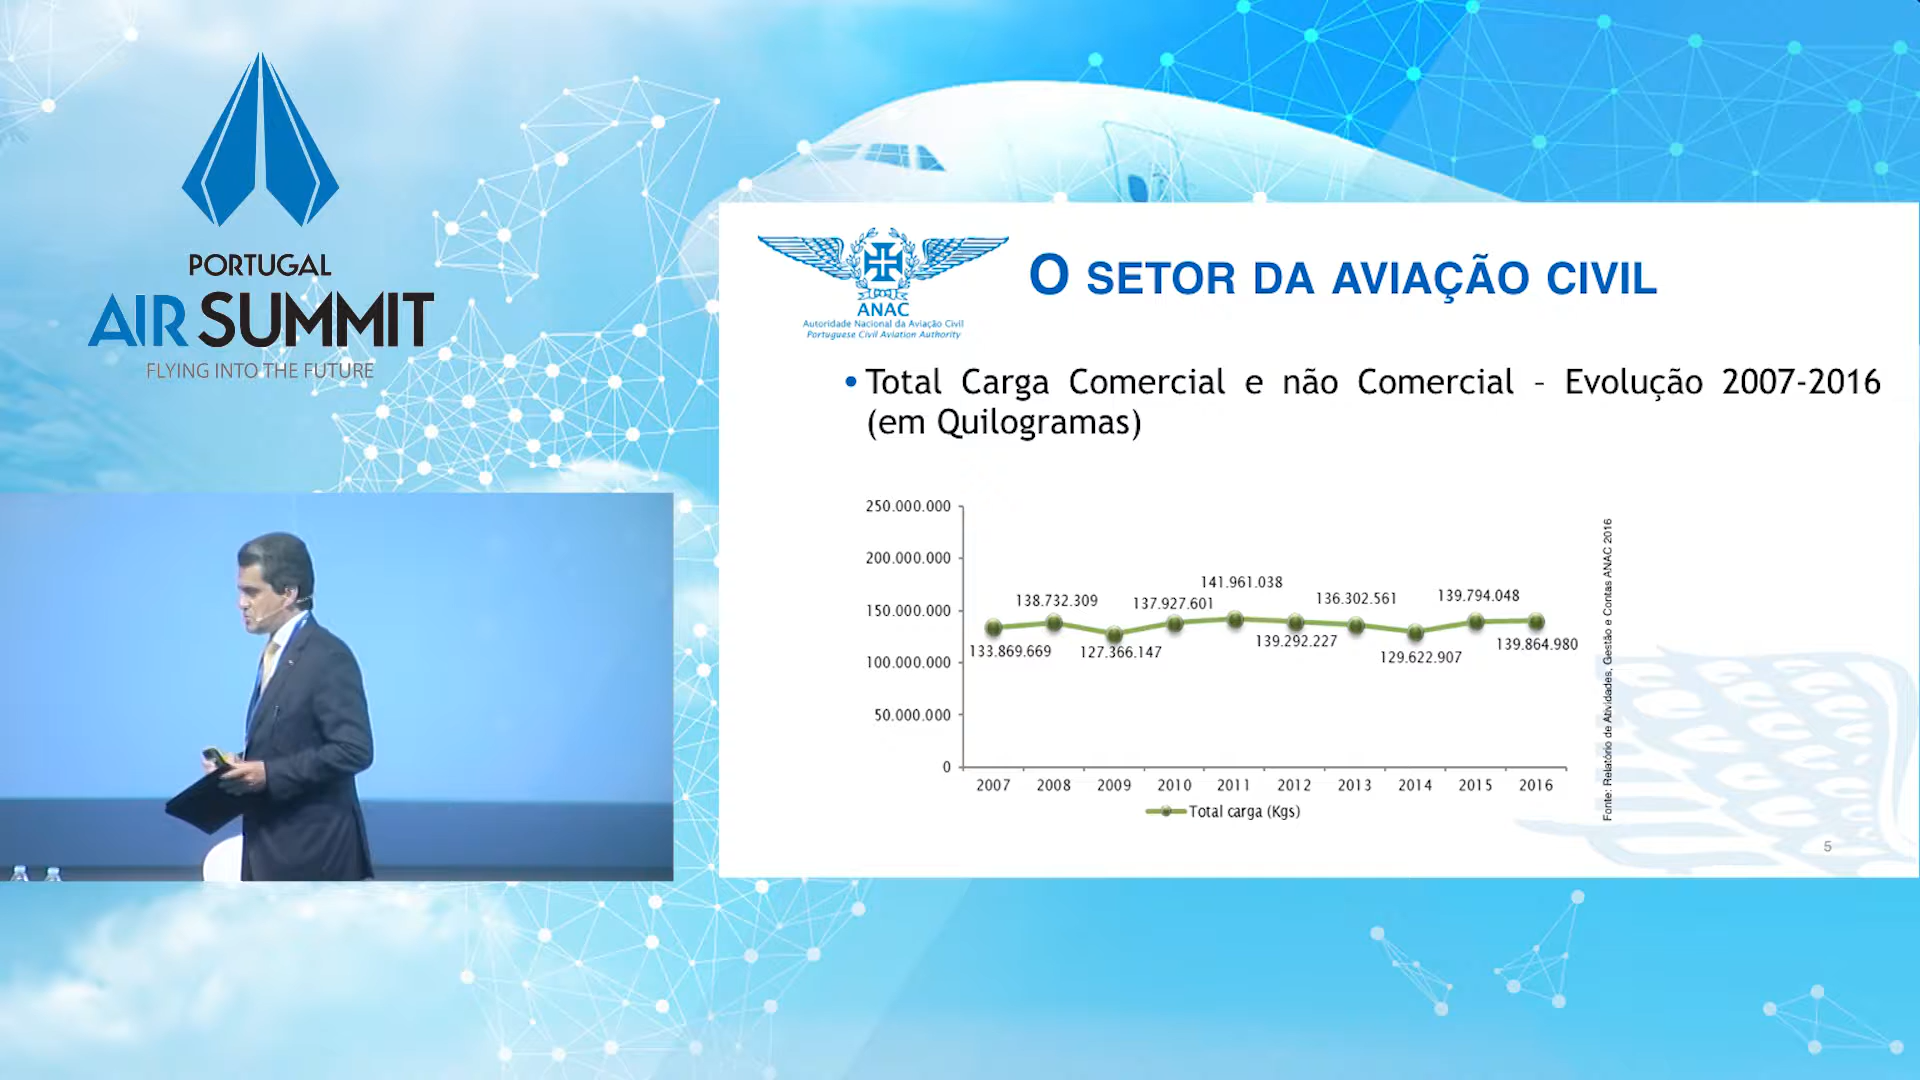 PORTUGAL
AIR SUMMIT
FLYING INTO THE FUTURE
ANAC
Autoridade Nacional da Aviação Civil
Portuguese Civil Aviation Authority
O SETOR DA AVIAÇÃO CIVIL
• Total Carga Comercial e não Comercial – Evolução 2007-2016
(em Quilogramas)
250.000.000
200.000.000
150.000.000
100.000.000
50.000.000
0
133.869.669
138.732.309
127.366.147
137.927.601
141.961.038
139.292.227
136.302.561
129.622.907
139.794.048
139.864.980
2007 2008 2009 2010 2011 2012 2013 2014 2015 2016
Total carga (Kgs)
Fonte: Relatório de Atividades, Gestão e Contas ANAC 2016
5